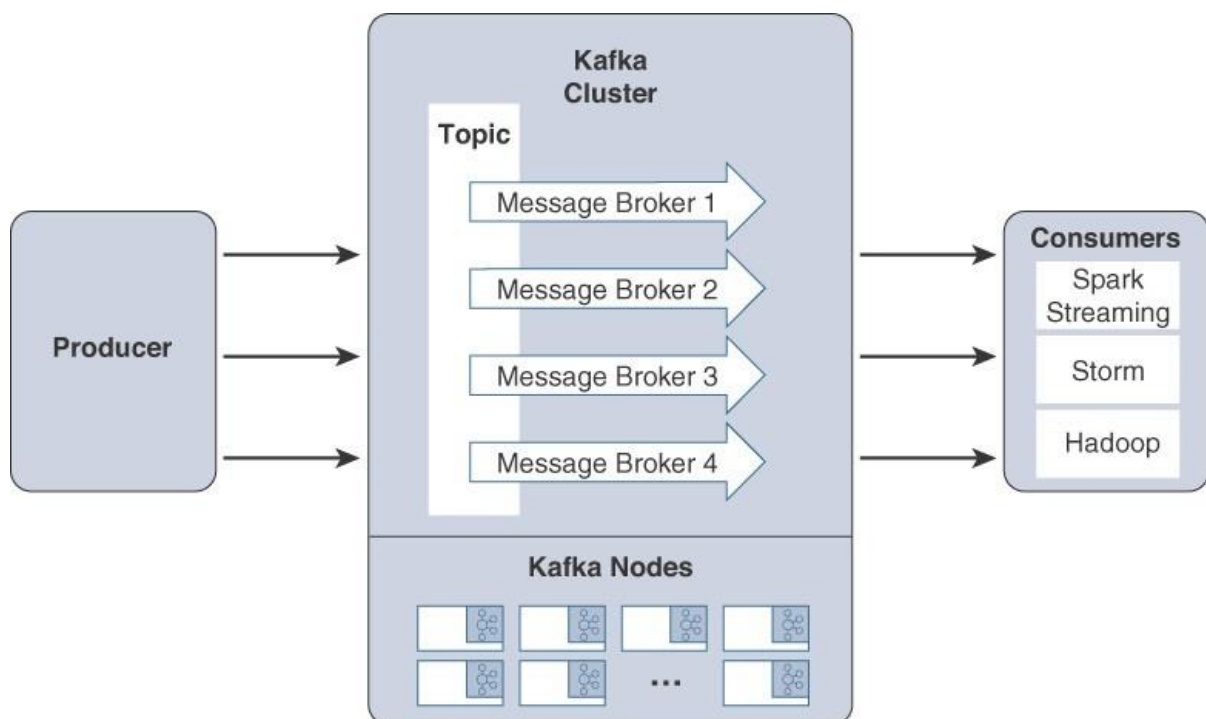 Kafka
Cluster
Topic
Message Broker 1
Message Broker 2
Message Broker 3
Message Broker 4
Producer
Consumers
Spark
Streaming
Storm
Hadoop
Kafka Nodes
...